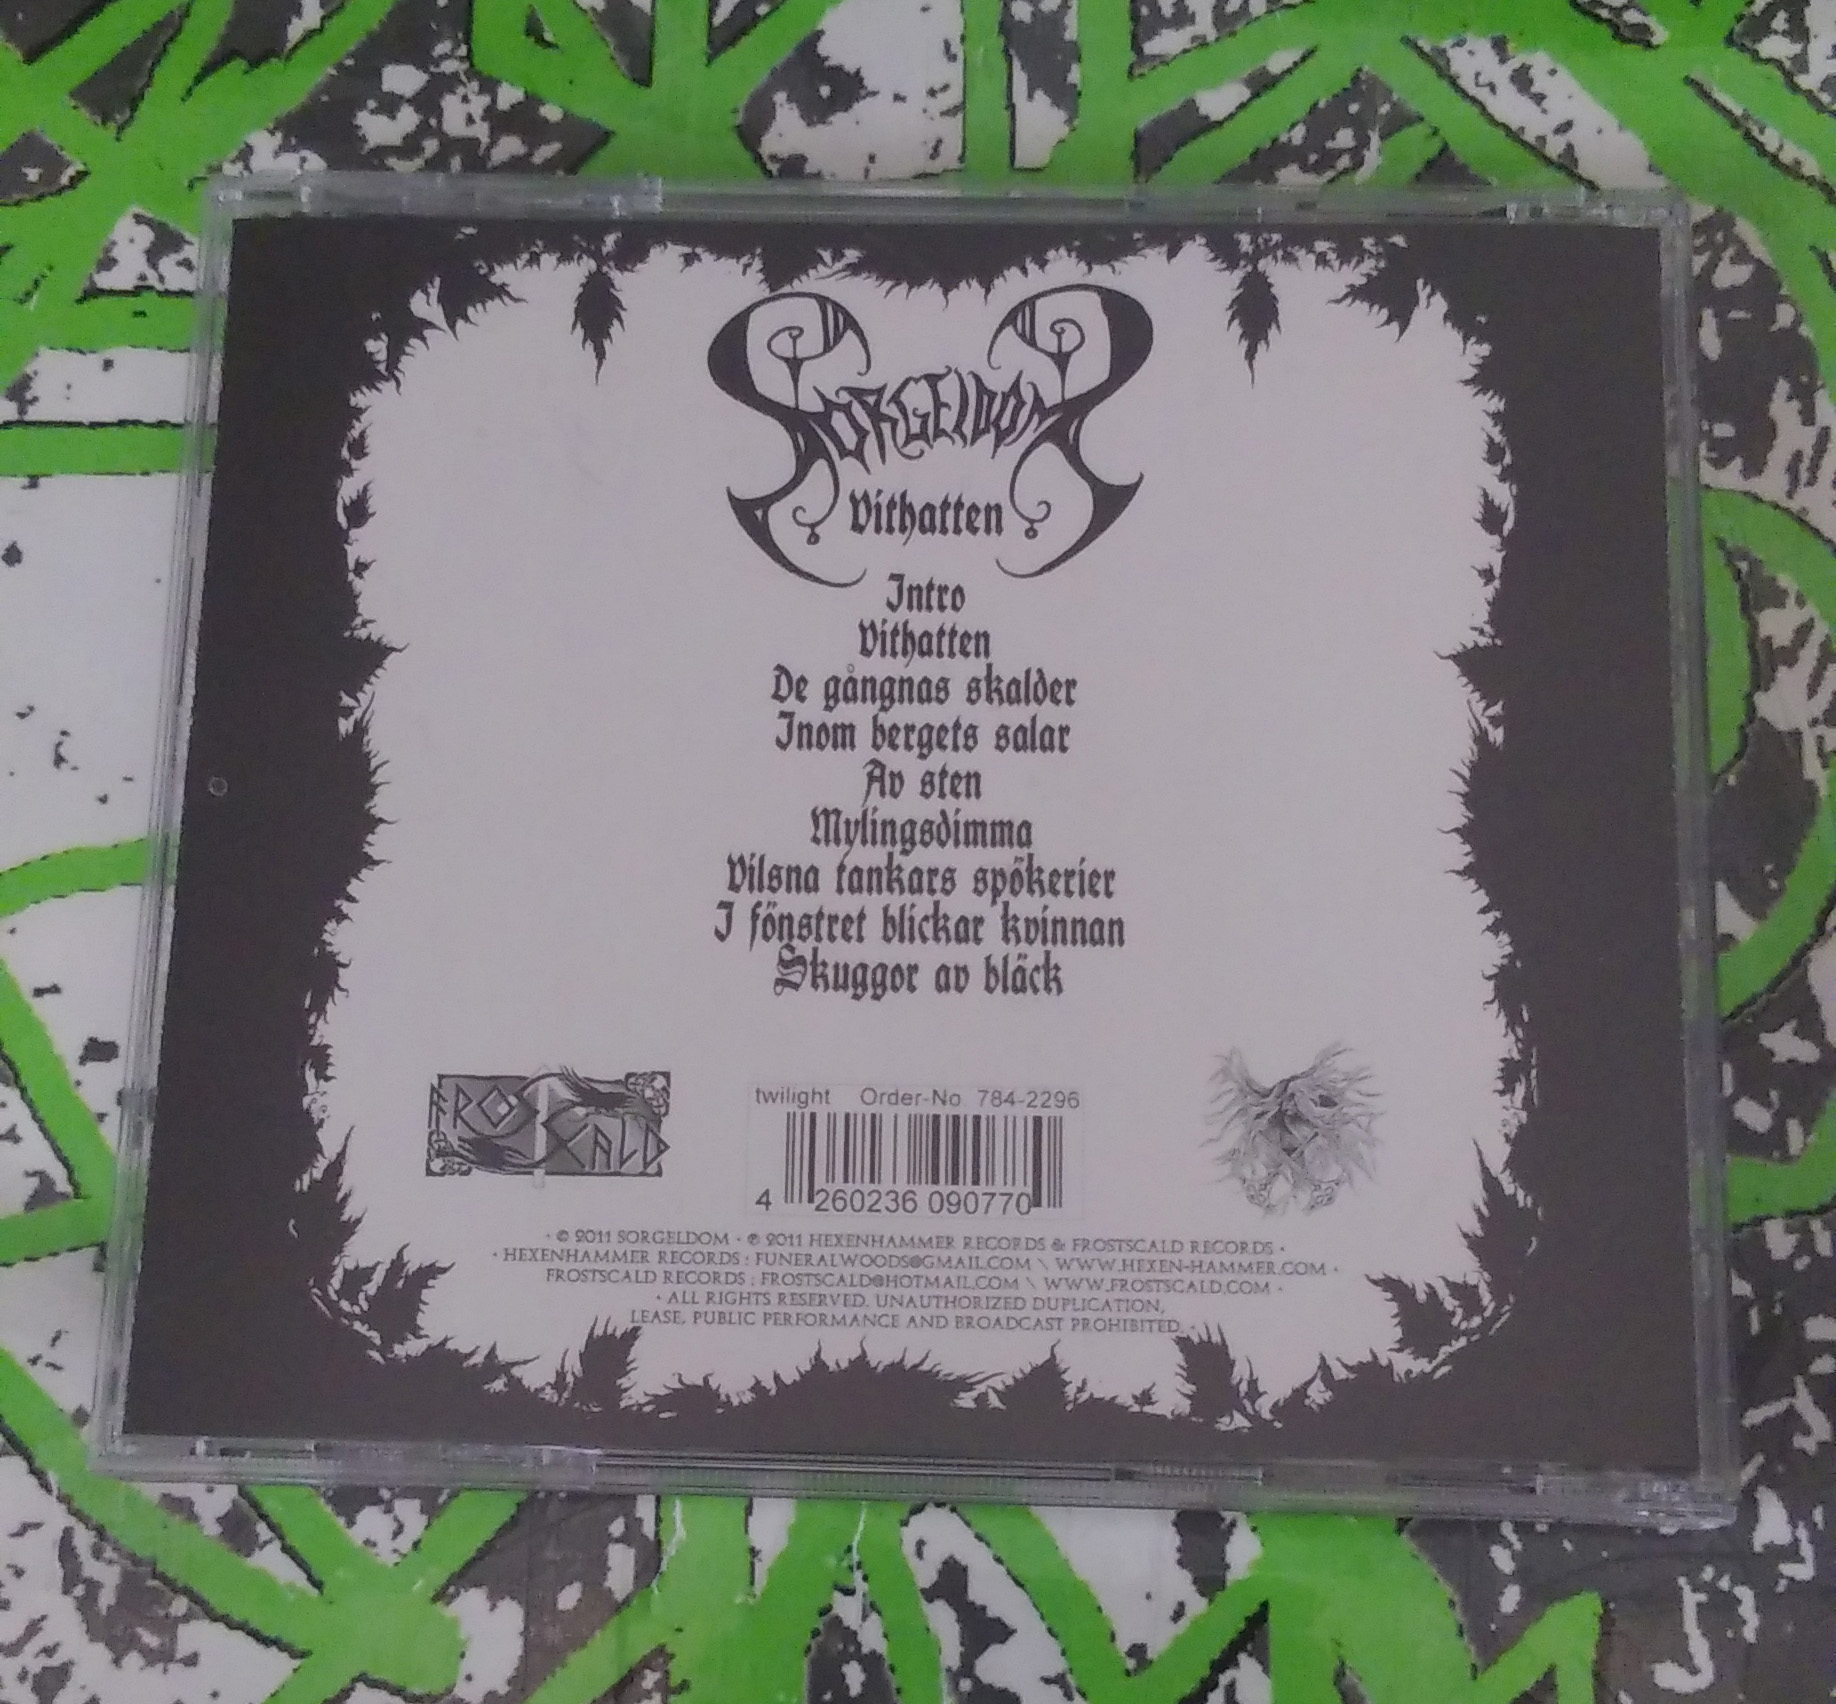 SORGELDOM
Vithatten
Intro
Vithatten
De gångnas skalder
Inom bergets salar
Av sten
Mylingsdimma
Vilsna tankars spökerier
I fönstret blickar kvinnan
Skuggor av bläck
FROST
SCALD
twilight Order-No 784-2296
4 260236 090770
· © 2011 SORGELDOM · ℗ 2011 HEXENHAMMER RECORDS & FROSTSCALD RECORDS ·
· HEXENHAMMER RECORDS : FUNERALWOODS@GMAIL.COM \ WWW.HEXEN-HAMMER.COM ·
FROSTSCALD RECORDS : FROSTSCALD@HOTMAIL.COM \ WWW.FROSTSCALD.COM ·
· ALL RIGHTS RESERVED. UNAUTHORIZED DUPLICATION,
LEASE, PUBLIC PERFORMANCE AND BROADCAST PROHIBITED. ·